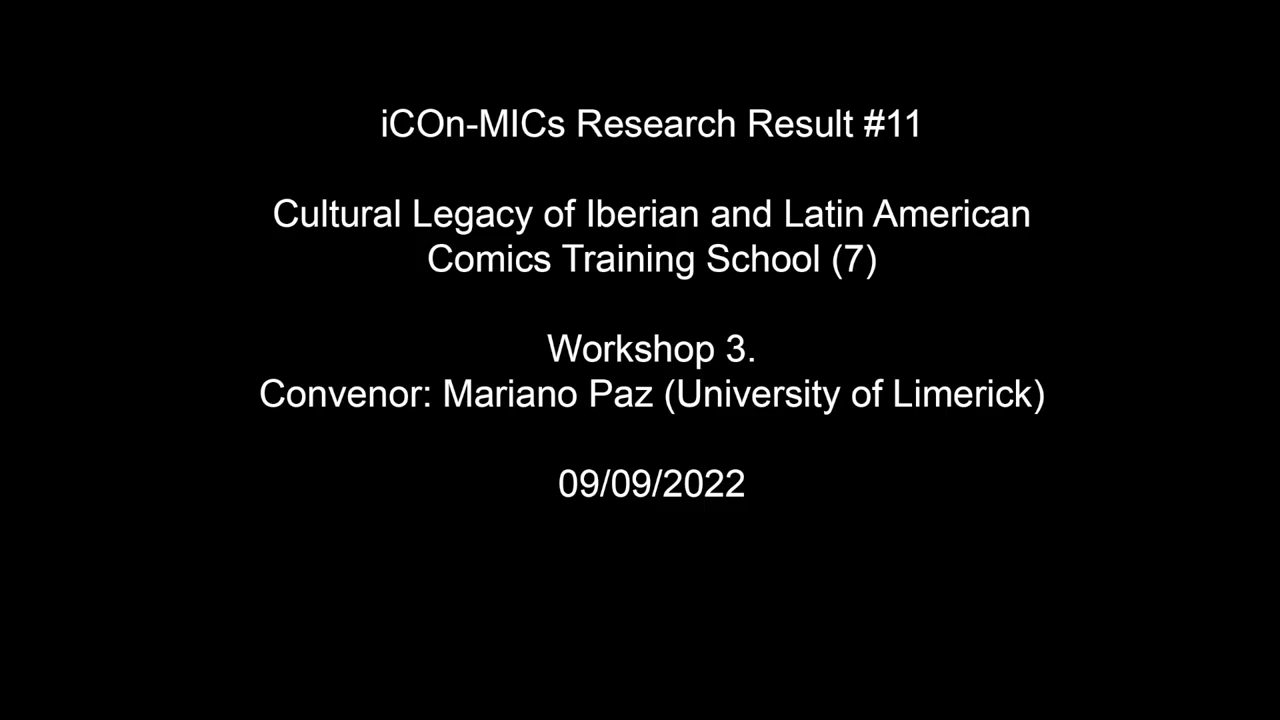 iCOn-MICs Research Result #11
Cultural Legacy of Iberian and Latin American
Comics Training School (7)
Workshop 3.
Convenor: Mariano Paz (University of Limerick)
09/09/2022